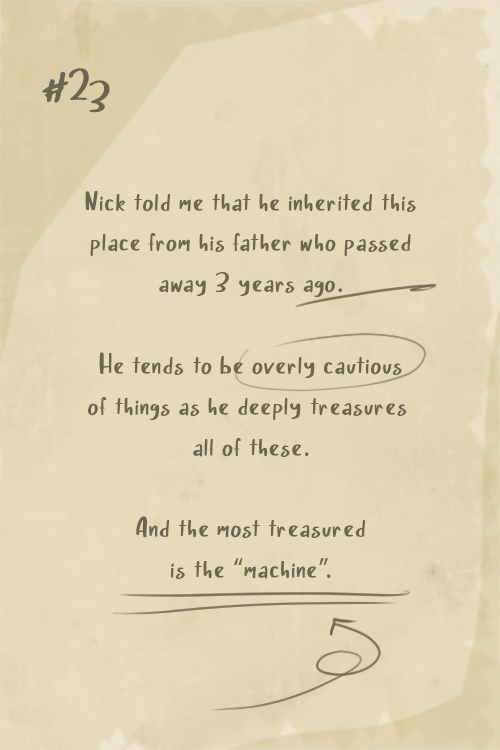 #23
Nick told me that he inherited this
place from his father who passed
away 3 years ago.
He tends to be overly cautious
of things as he deeply treasures
all of these.
And the most treasured
is the “machine”.